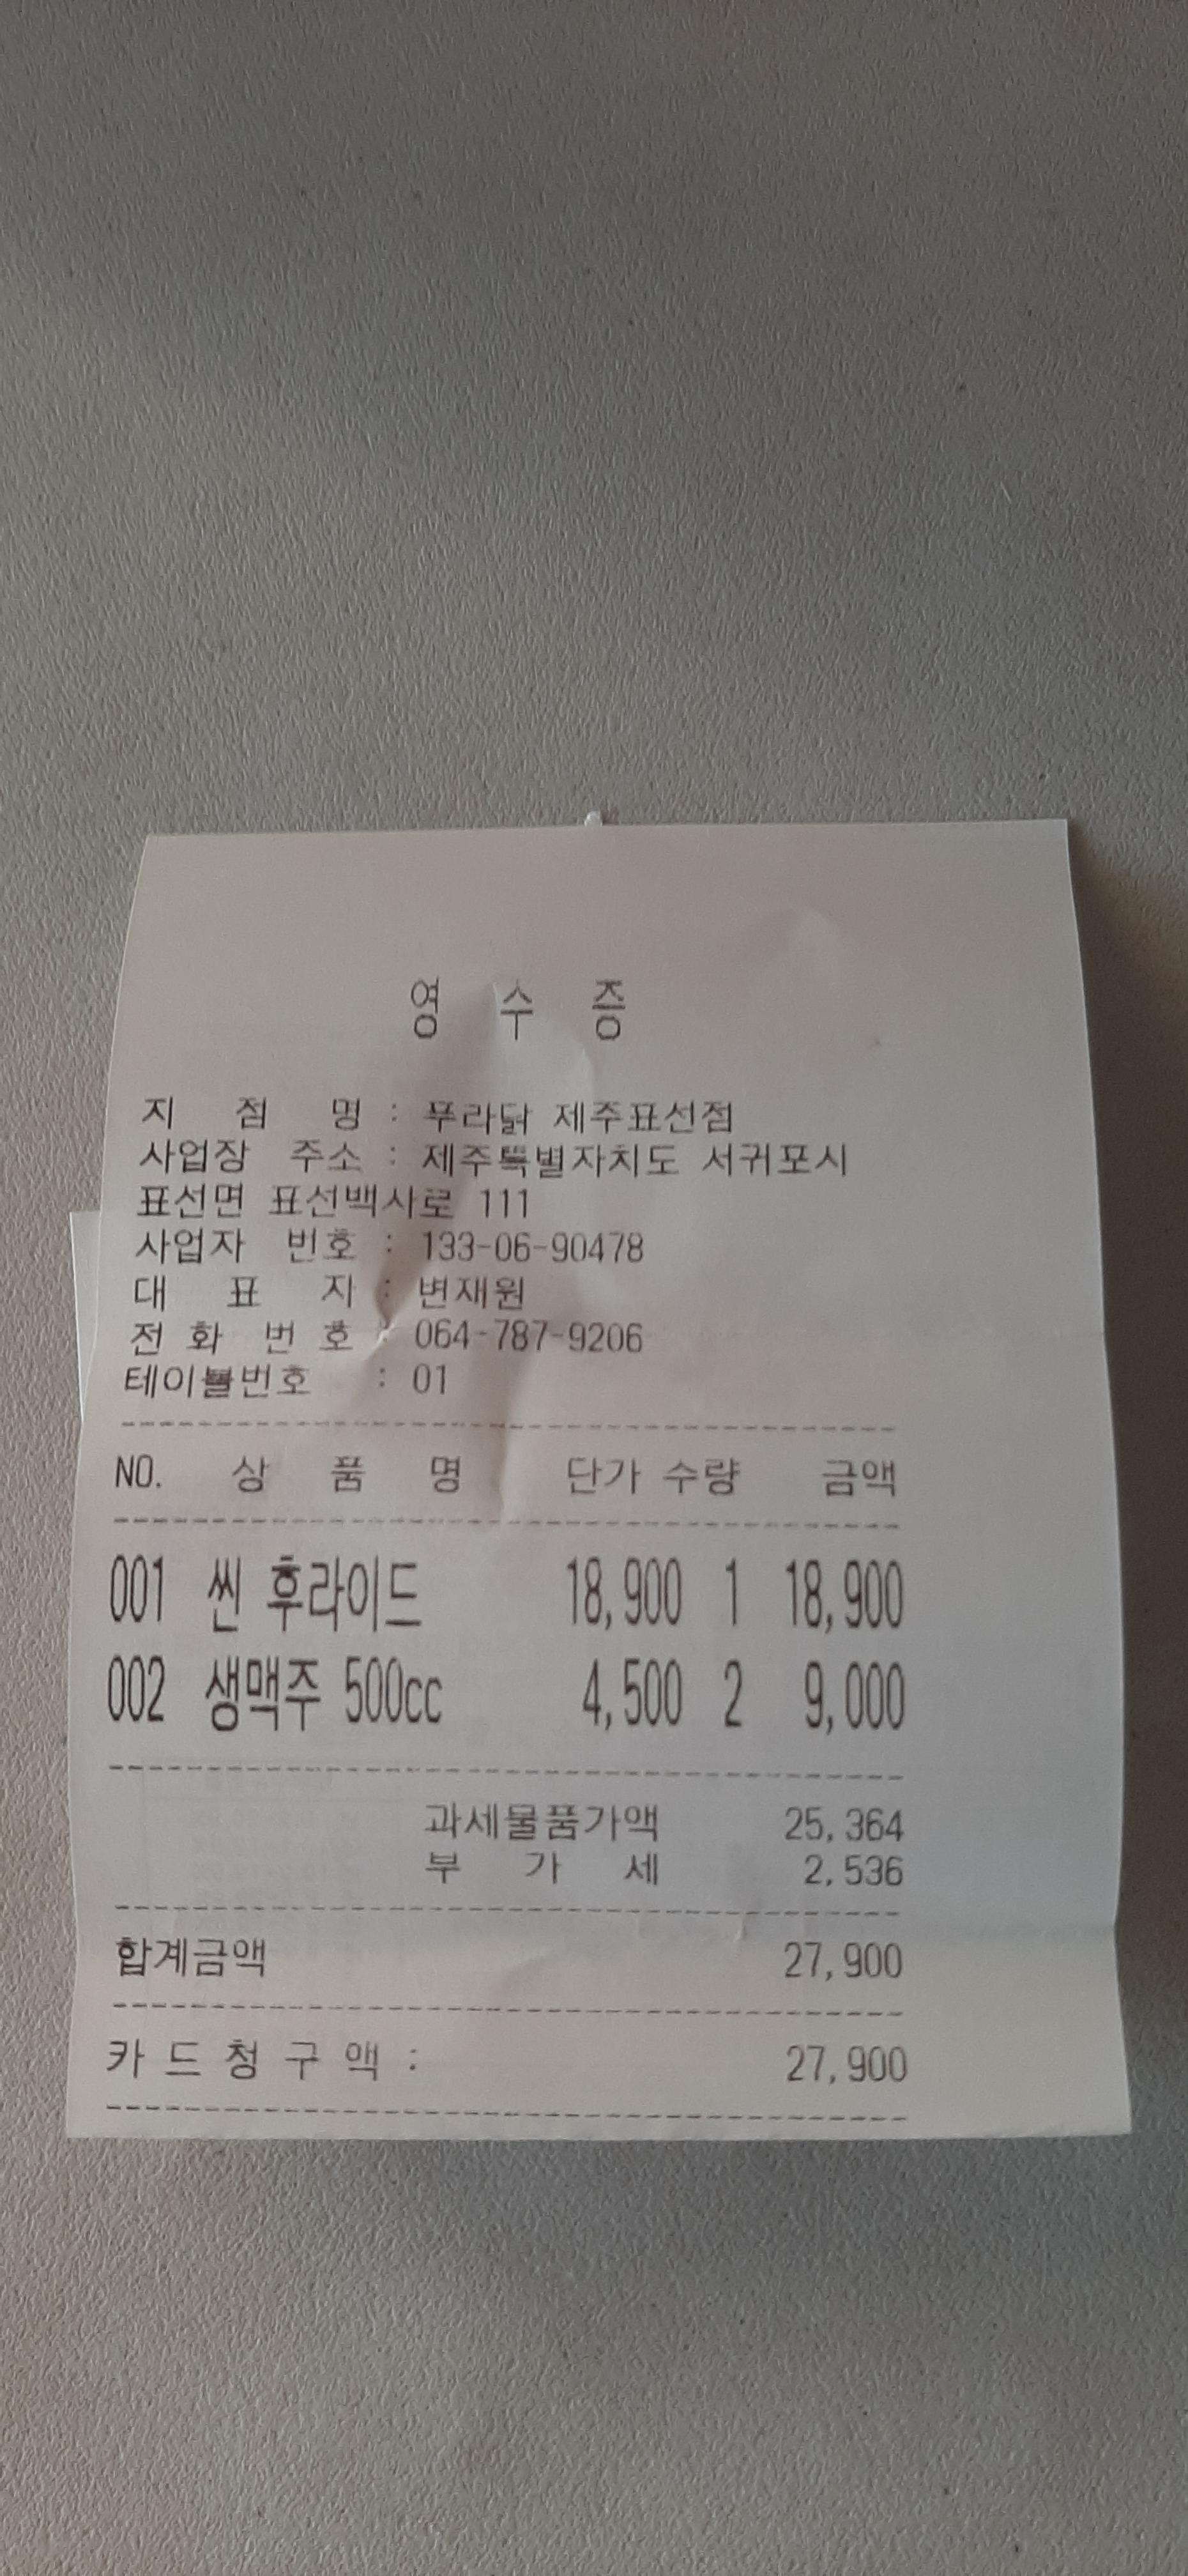 영 수 증
지 점 명 : 푸라닭 제주표선점
사업장 주소 : 제주특별자치도 서귀포시
표선면 표선백사로 111
사업자 번호 : 133-06-90478
대 표 자 : 변재원
전 화 번 호 : 064-787-9206
테이블번호 : 01
NO. 상 품 명 단가 수량 금액
001 씬 후라이드 18,900 1 18,900
002 생맥주 500cc 4,500 2 9,000
과세물품가액 25,364
부 가 세 2,536
합계금액 27,900
카 드 청 구 액 : 27,900